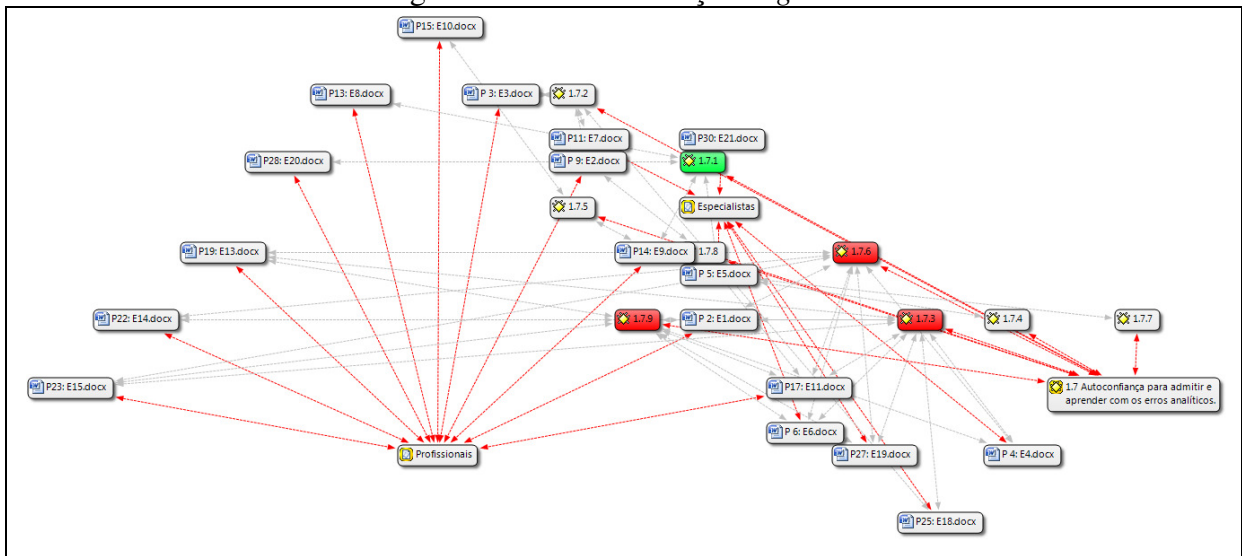 P15: E10.docx
P13: E8.docx
P 3: E3.docx
1.7.2
P11: E7.docx
P30: E21.docx
P28: E20.docx
P 9: E2.docx
1.7.1
1.7.5
Especialistas
P19: E13.docx
P14: E9.docx
1.7.8
1.7.6
P 5: E5.docx
P22: E14.docx
1.7.9
P 2: E1.docx
1.7.3
1.7.4
1.7.7
P23: E15.docx
P17: E11.docx
1.7 Autoconfiança para admitir e
aprender com os erros analíticos.
P 6: E6.docx
Profissionais
P27: E19.docx
P 4: E4.docx
P25: E18.docx